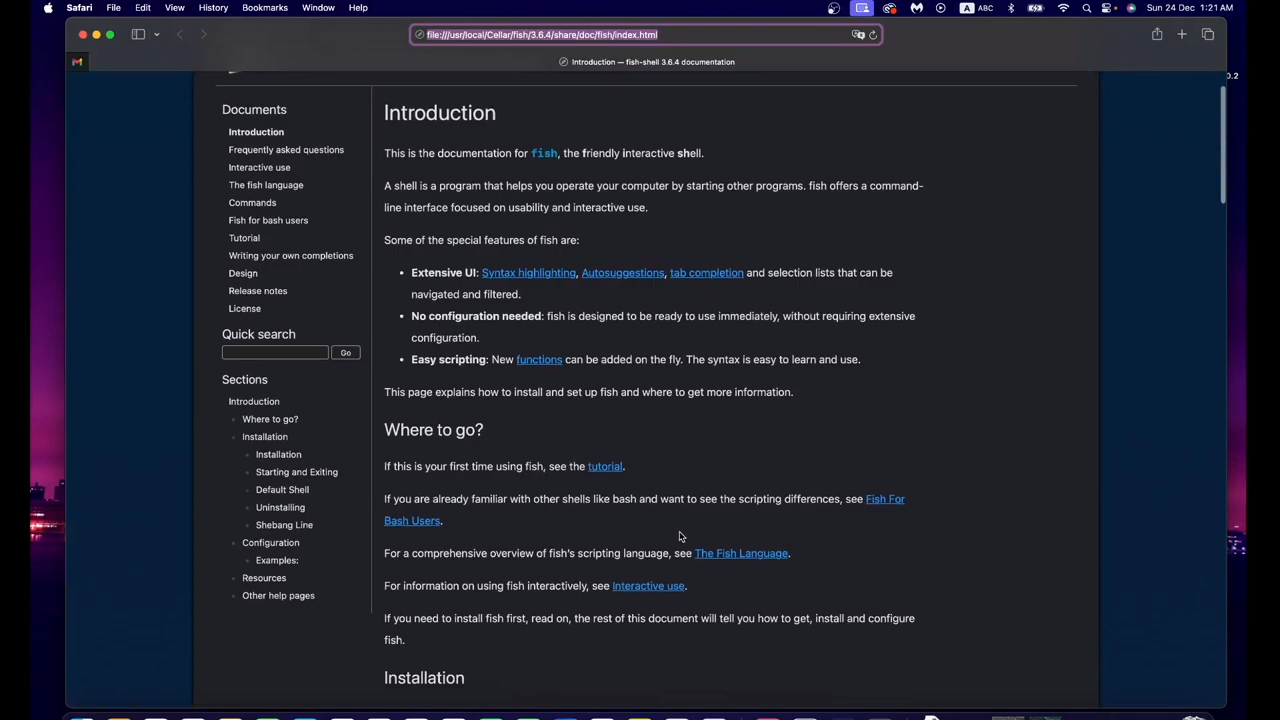 Safari File Edit View History Bookmarks Window Help A ABC Sun 24 Dec 1:21 AM
file:///usr/local/Cellar/fish/3.6.4/share/doc/fish/index.html
Introduction — fish-shell 3.6.4 documentation
0.2
Documents
Introduction
Frequently asked questions
Interactive use
The fish language
Commands
Fish for bash users
Tutorial
Writing your own completions
Design
Release notes
License
Quick search
Go
Sections
Introduction
Where to go?
Installation
Installation
Starting and Exiting
Default Shell
Uninstalling
Shebang Line
Configuration
Examples:
Resources
Other help pages
Introduction
This is the documentation for fish, the friendly interactive shell.
A shell is a program that helps you operate your computer by starting other programs. fish offers a command-
line interface focused on usability and interactive use.
Some of the special features of fish are:
• Extensive UI: Syntax highlighting, Autosuggestions, tab completion and selection lists that can be
navigated and filtered.
• No configuration needed: fish is designed to be ready to use immediately, without requiring extensive
configuration.
• Easy scripting: New functions can be added on the fly. The syntax is easy to learn and use.
This page explains how to install and set up fish and where to get more information.
Where to go?
If this is your first time using fish, see the tutorial.
If you are already familiar with other shells like bash and want to see the scripting differences, see Fish For
Bash Users.
For a comprehensive overview of fish's scripting language, see The Fish Language.
For information on using fish interactively, see Interactive use.
If you need to install fish first, read on, the rest of this document will tell you how to get, install and configure
fish.
Installation